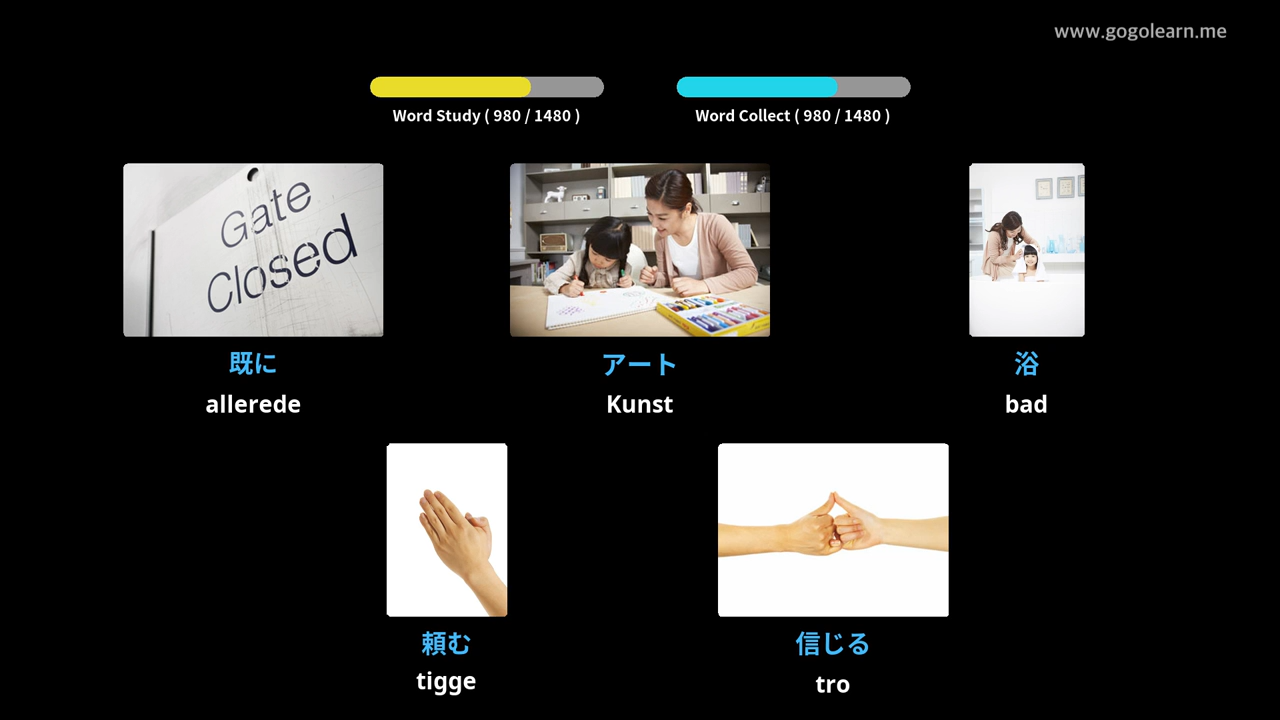 www.gogolearn.me
Word Study ( 980 / 1480 )
Word Collect ( 980 / 1480 )
Gate
Closed
既に
allerede
アート
Kunst
浴
bad
頼む
tigge
信じる
tro